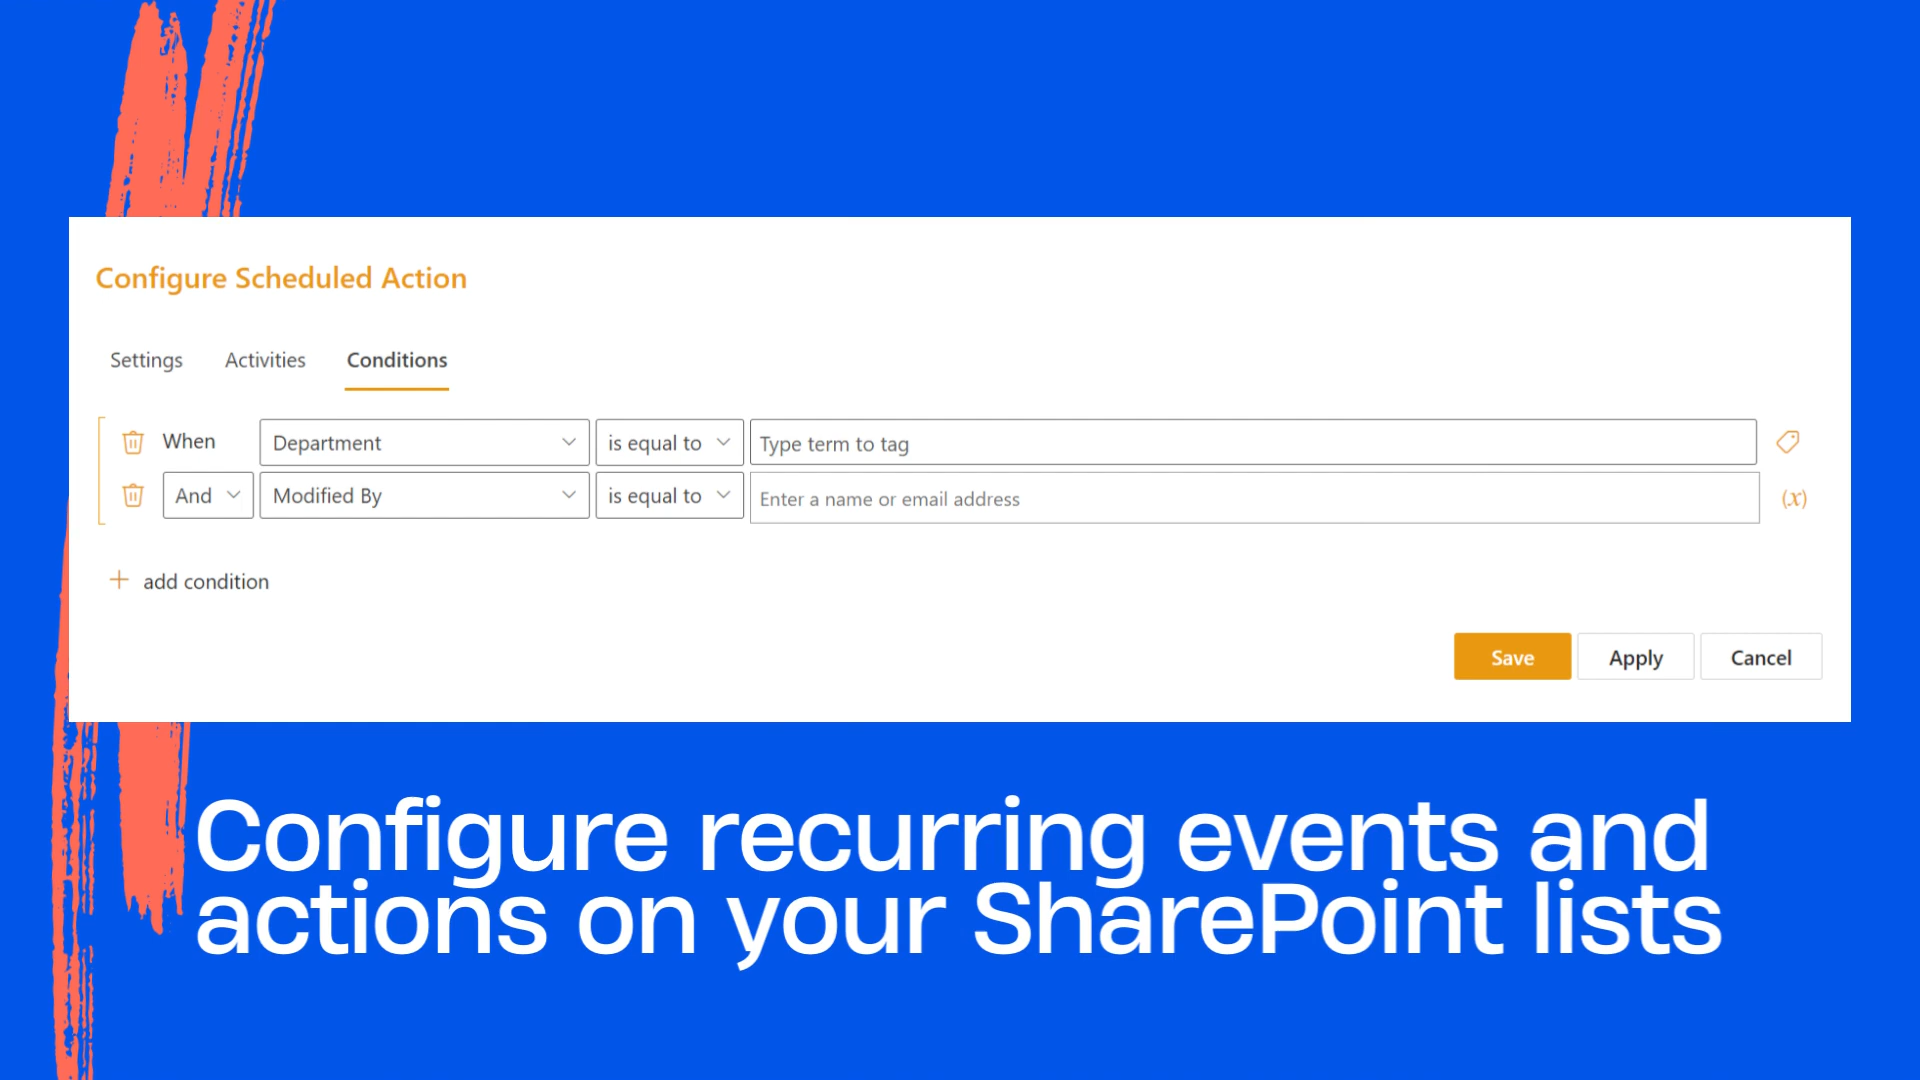 Configure Scheduled Action
Settings Activities Conditions
When Department is equal to Type term to tag
And Modified By is equal to Enter a name or email address (x)
+ add condition
Save Apply Cancel
Configure recurring events and
actions on your SharePoint lists